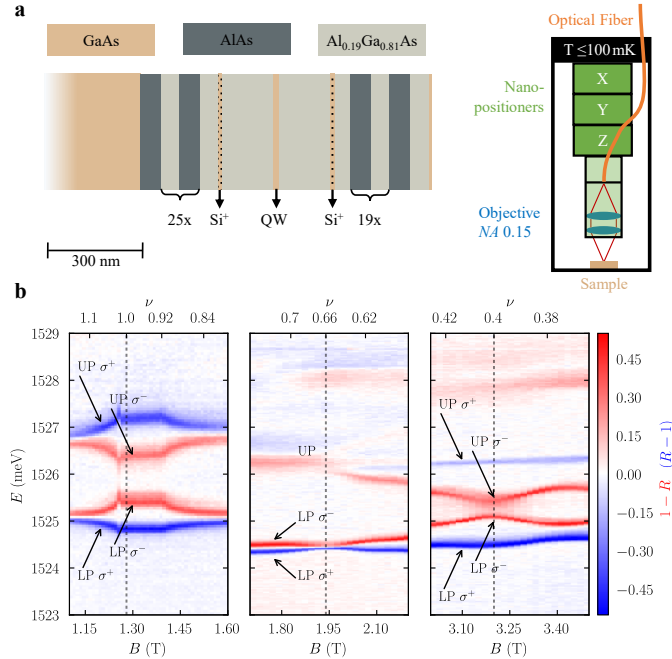 a
GaAs
AlAs
Al0.19Ga0.81As
25x
Si+
QW
Si+
19x
300 nm
Optical Fiber
T ≤100 mK
X
Y
Z
Nano-
positioners
Objective
NA 0.15
Sample
b
ν
1.1 1.0 0.92 0.84
ν
0.7 0.66 0.62
ν
0.42 0.4 0.38
1529
1528
1527
1526
1525
1524
1523
E (meV)
UP σ+
UP σ−
LP σ+
LP σ−
1.15 1.30 1.45 1.60
B (T)
UP
LP σ−
LP σ+
1.80 1.95 2.10
B (T)
UP σ+
UP σ−
LP σ+
LP σ−
3.05 3.20 3.35 3.50
B (T)
0.45
0.30
0.15
0.00
−0.15
−0.30
−0.45
1−R (R−1)